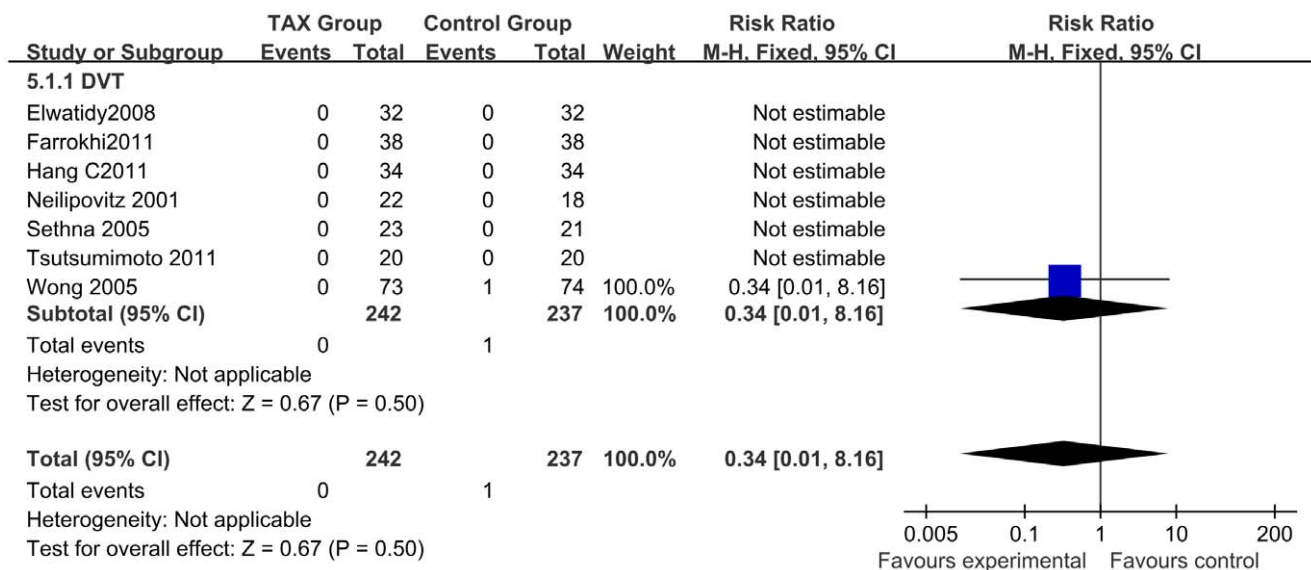 TAX Group Control Group Risk Ratio Risk Ratio
Study or Subgroup Events Total Events Total Weight M-H, Fixed, 95% CI M-H, Fixed, 95% CI
5.1.1 DVT
Elwatidy2008 0 32 0 32 Not estimable
Farrokhi2011 0 38 0 38 Not estimable
Hang C2011 0 34 0 34 Not estimable
Neilipovitz 2001 0 22 0 18 Not estimable
Sethna 2005 0 23 0 21 Not estimable
Tsutsumimoto 2011 0 20 0 20 Not estimable
Wong 2005 0 73 1 74 100.0% 0.34 [0.01, 8.16]
Subtotal (95% CI) 242 237 100.0% 0.34 [0.01, 8.16]
Total events 0 1
Heterogeneity: Not applicable
Test for overall effect: Z = 0.67 (P = 0.50)
Total (95% CI) 242 237 100.0% 0.34 [0.01, 8.16]
Total events 0 1
Heterogeneity: Not applicable
Test for overall effect: Z = 0.67 (P = 0.50)
0.005 0.1 1 10 200
Favours experimental Favours control